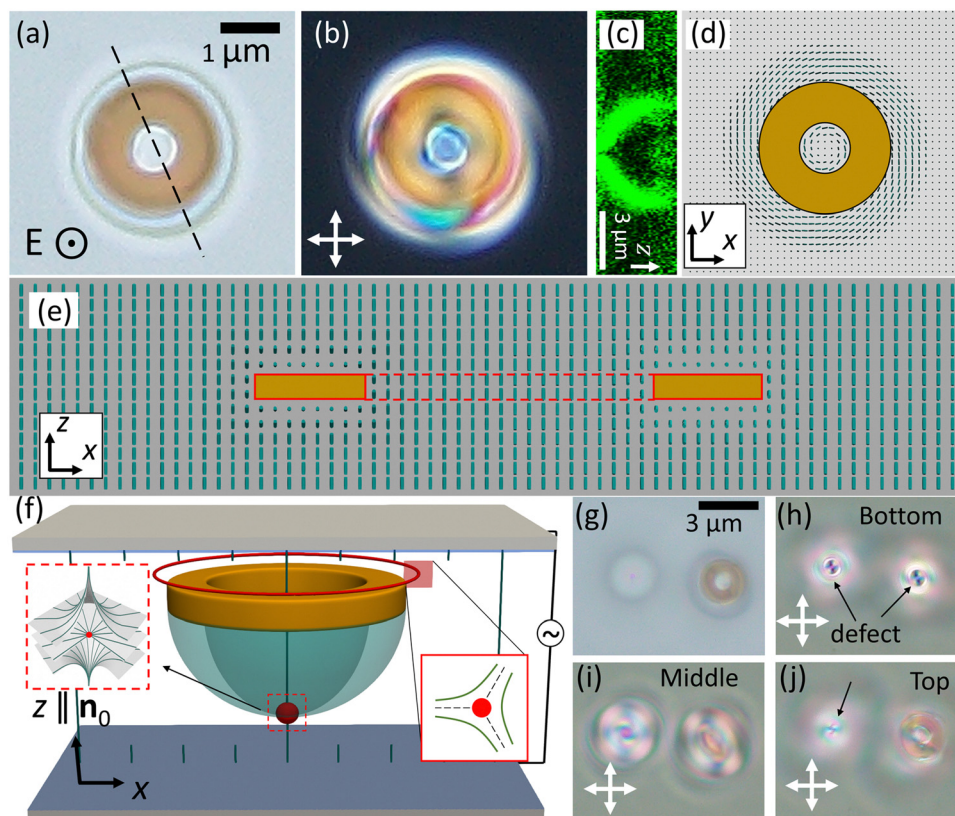 (a)
1 μm
E
(b)
(c)
3 μm
z
(d)
y
x
(e)
z
x
(f)
z ∥ n₀
x
~
(g)
3 μm
(h) Bottom
defect
(i) Middle
(j) Top